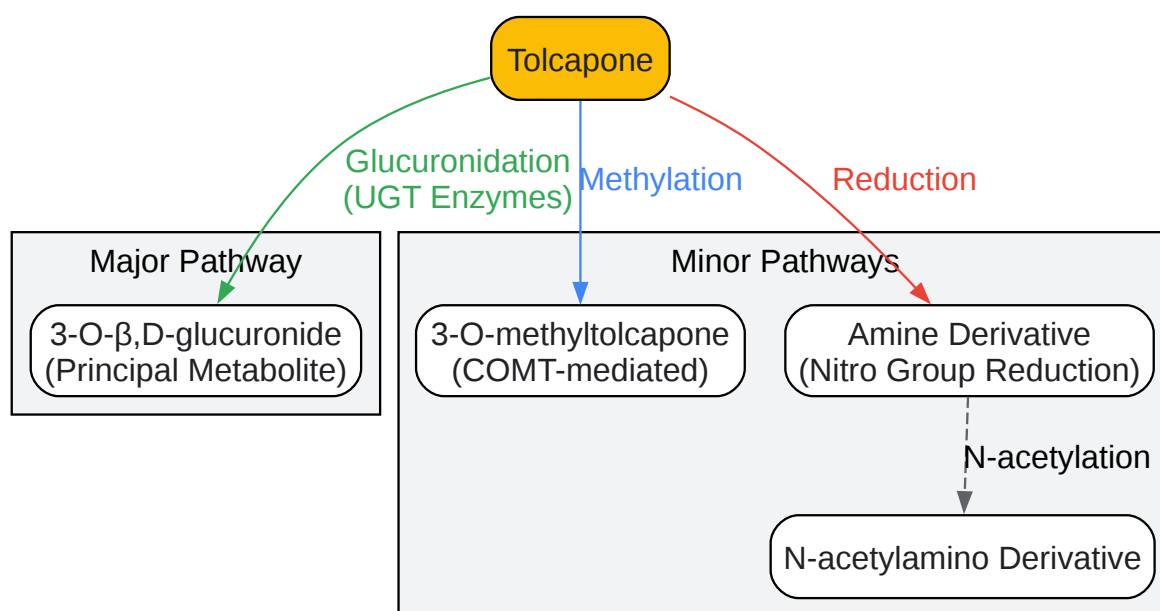 Tolcapone
Glucuronidation
(UGT Enzymes)
Methylation
Reduction
Major Pathway
Minor Pathways
3-O-β,D-glucuronide
(Principal Metabolite)
3-O-methyltolcapone
(COMT-mediated)
Amine Derivative
(Nitro Group Reduction)
N-acetylation
N-acetylamino Derivative